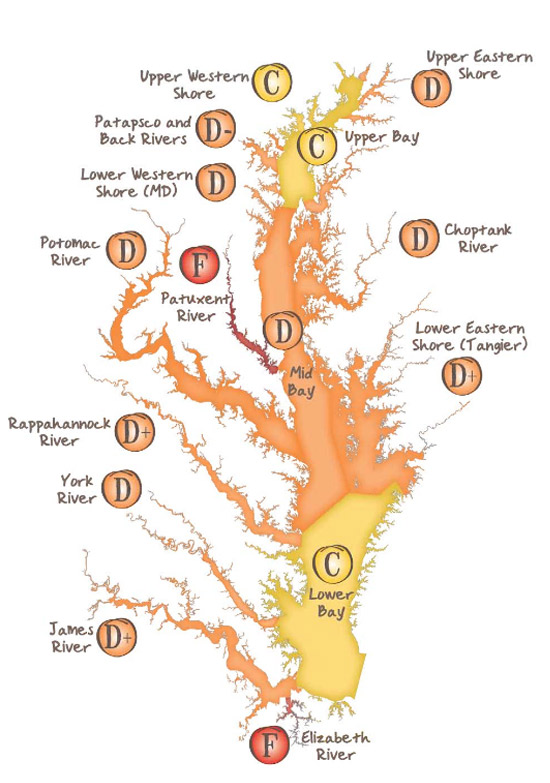 Upper Western
Shore
C
Upper Eastern
Shore
D
Patapsco and
Back Rivers
D-
C
Upper Bay
Lower Western
Shore (MD)
D
Potomac
River
D
F
Patuxent
River
D
Choptank
River
D
Mid
Bay
Lower Eastern
Shore (Tangier)
D+
Rappahannock
River
D+
York
River
D
C
Lower
Bay
James
River
D+
F
Elizabeth
River